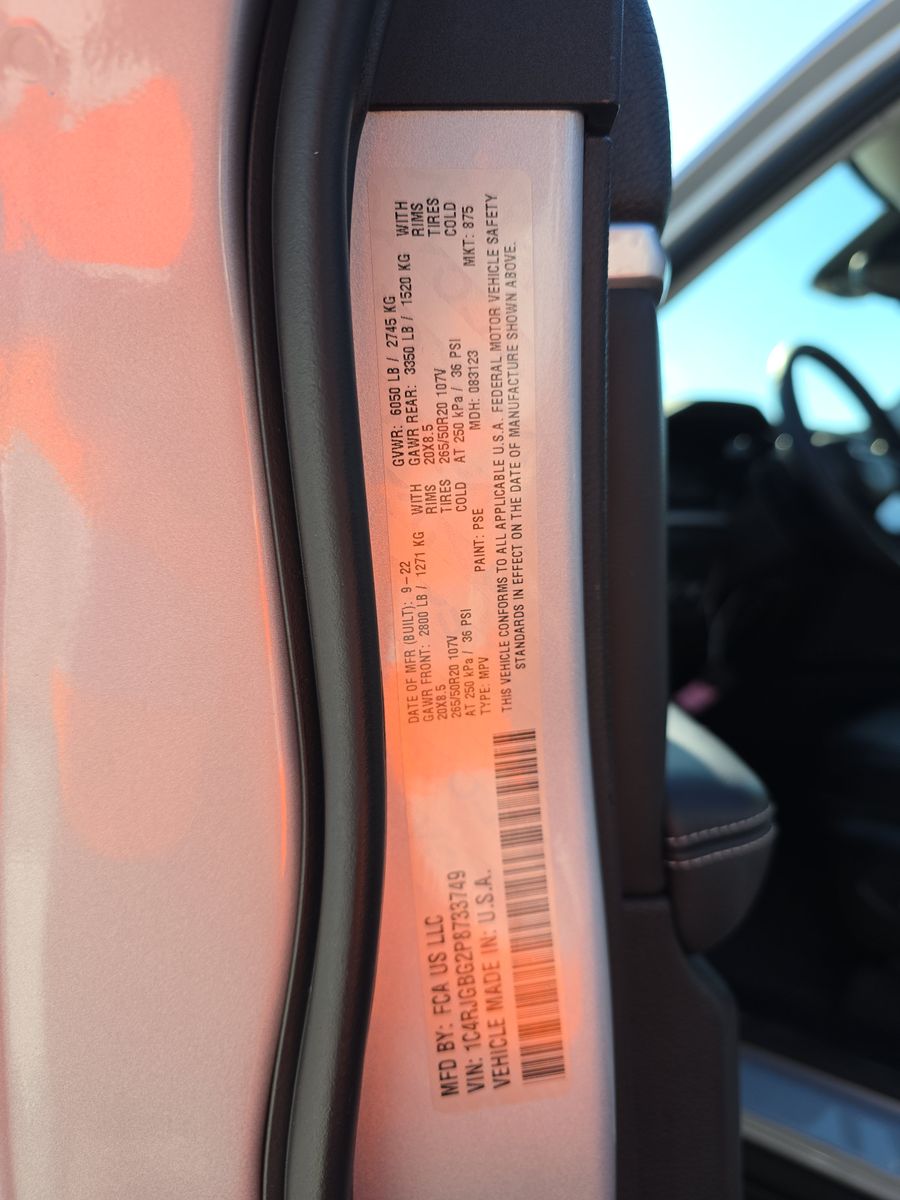 MFD BY: FCA US LLC
VIN: 1C4RJGBG2P8733749
VEHICLE MADE IN: U.S.A.
DATE OF MFR (BUILT): 9-22
GVWR: 6050 LB / 2745 KG
GAWR FRONT: 2800 LB / 1271 KG WITH
20X8.5 RIMS
265/50R20 107V TIRES
AT 250 kPa / 36 PSI COLD
GAWR REAR: 3350 LB / 1520 KG WITH
20X8.5 RIMS
265/50R20 107V TIRES
AT 250 kPa / 36 PSI COLD
TYPE: MPV PAINT: PSE MDH: 083123 MKT: 875
THIS VEHICLE CONFORMS TO ALL APPLICABLE U.S.A. FEDERAL MOTOR VEHICLE SAFETY
STANDARDS IN EFFECT ON THE DATE OF MANUFACTURE SHOWN ABOVE.